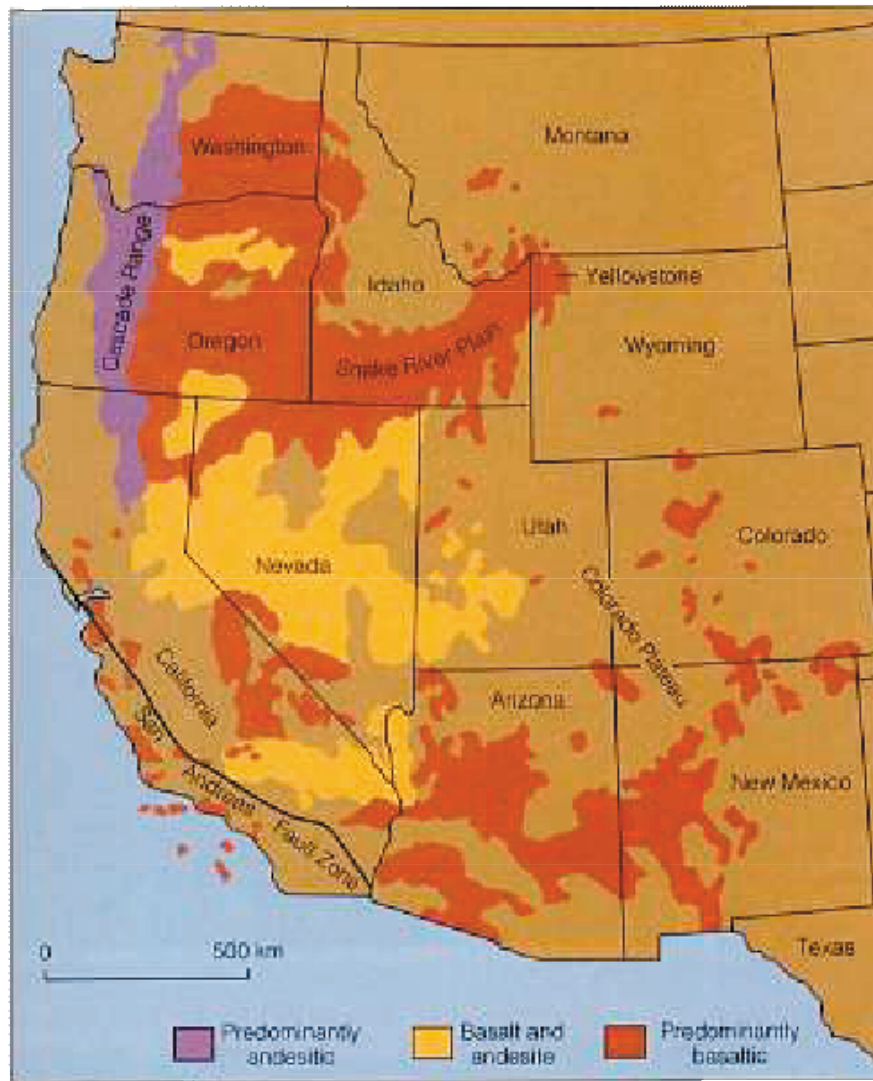 Washington
Montana
Cascade Range
Idaho
Yellowstone
Oregon
Snake River Plain
Wyoming
Nevada
Utah
Colorado
Colorado Plateau
California
Arizona
New Mexico
San
Andreas
Fault Zone
Texas
0 500 km
Predominantly
andesitic
Basalt and
andesite
Predominantly
basaltic